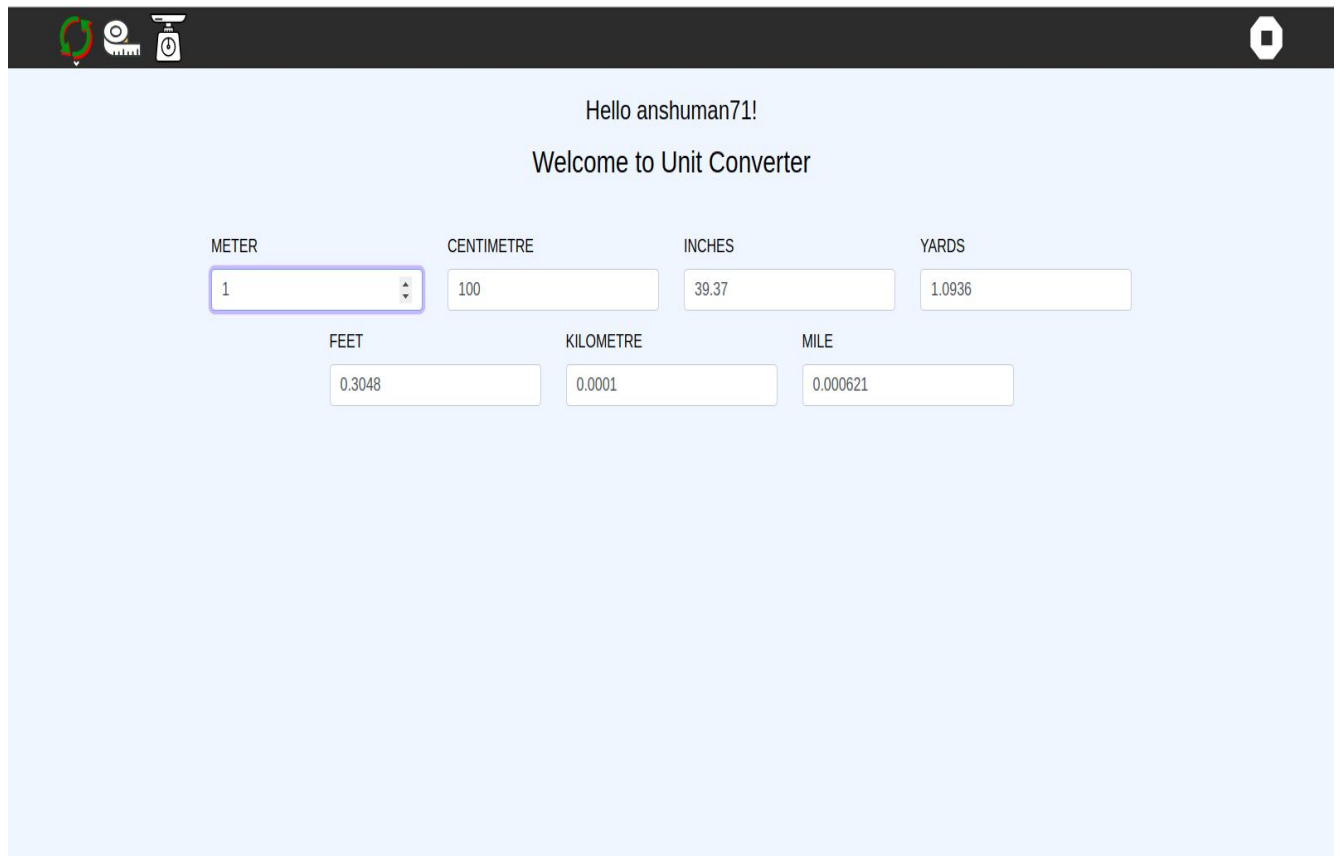 Hello anshuman71!
Welcome to Unit Converter
METER CENTIMETRE INCHES YARDS
1 100 39.37 1.0936
FEET KILOMETRE MILE
0.3048 0.0001 0.000621